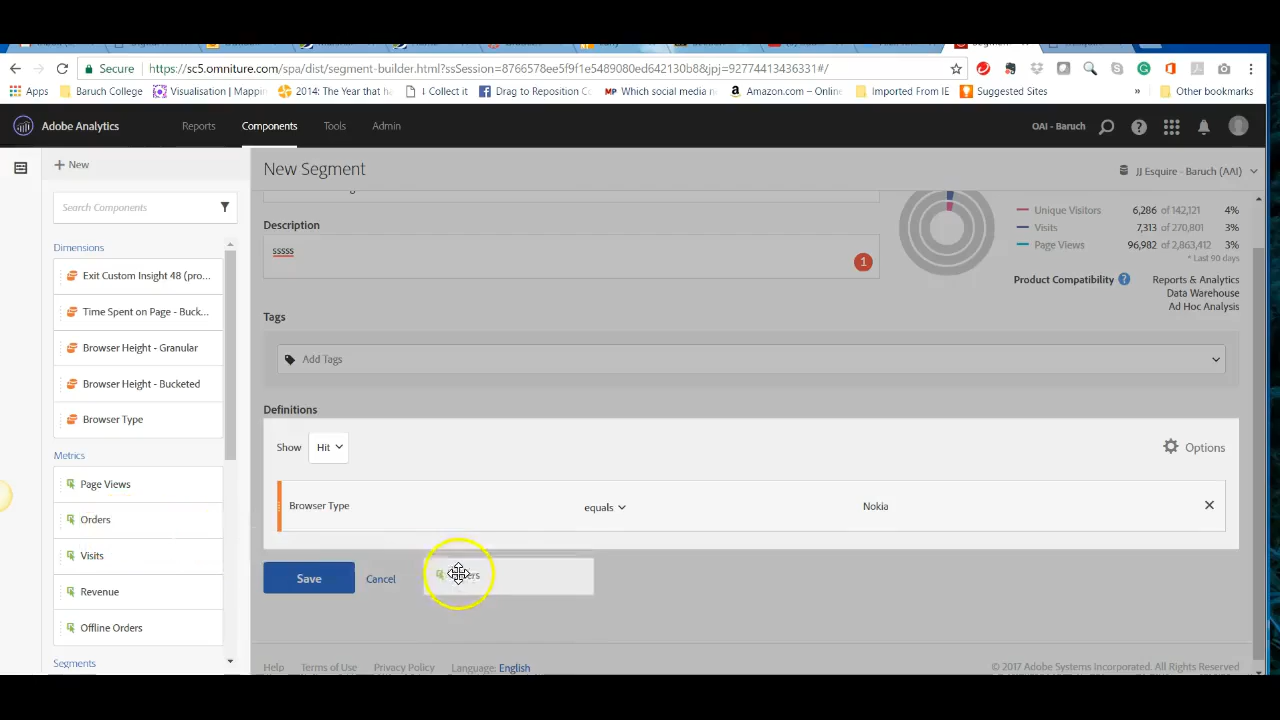 Secure
https://sc5.omniture.com/spa/dist/segment-builder.html?ssSession=8766578ee5f9f1e5489080ed642130b8&jpj=92774413436331#/
Apps
Baruch College
Visualisation | Mappin
2014: The Year that h
I Collect it
Drag to Reposition Co
Which social media ne
Amazon.com – Online
Imported From IE
Suggested Sites
»
Other bookmarks
Adobe Analytics
Reports
Components
Tools
Admin
OAI - Baruch
+ New
New Segment
JJ Esquire - Baruch (AAI)
Search Components
Dimensions
Exit Custom Insight 48 (pro...
Time Spent on Page - Buck...
Browser Height - Granular
Browser Height - Bucketed
Browser Type
Metrics
Page Views
Orders
Visits
Revenue
Offline Orders
Segments
Description
sssss
1
Unique Visitors 6,286 of 142,121 4%
Visits 7,313 of 270,801 3%
Page Views 96,982 of 2,863,412 3%
* Last 90 days
Product Compatibility ? Reports & Analytics
Data Warehouse
Ad Hoc Analysis
Tags
Add Tags
Definitions
Show Hit
Options
Browser Type equals Nokia
Save Cancel
Help Terms of Use Privacy Policy Language: English
© 2017 Adobe Systems Incorporated. All Rights Reserved